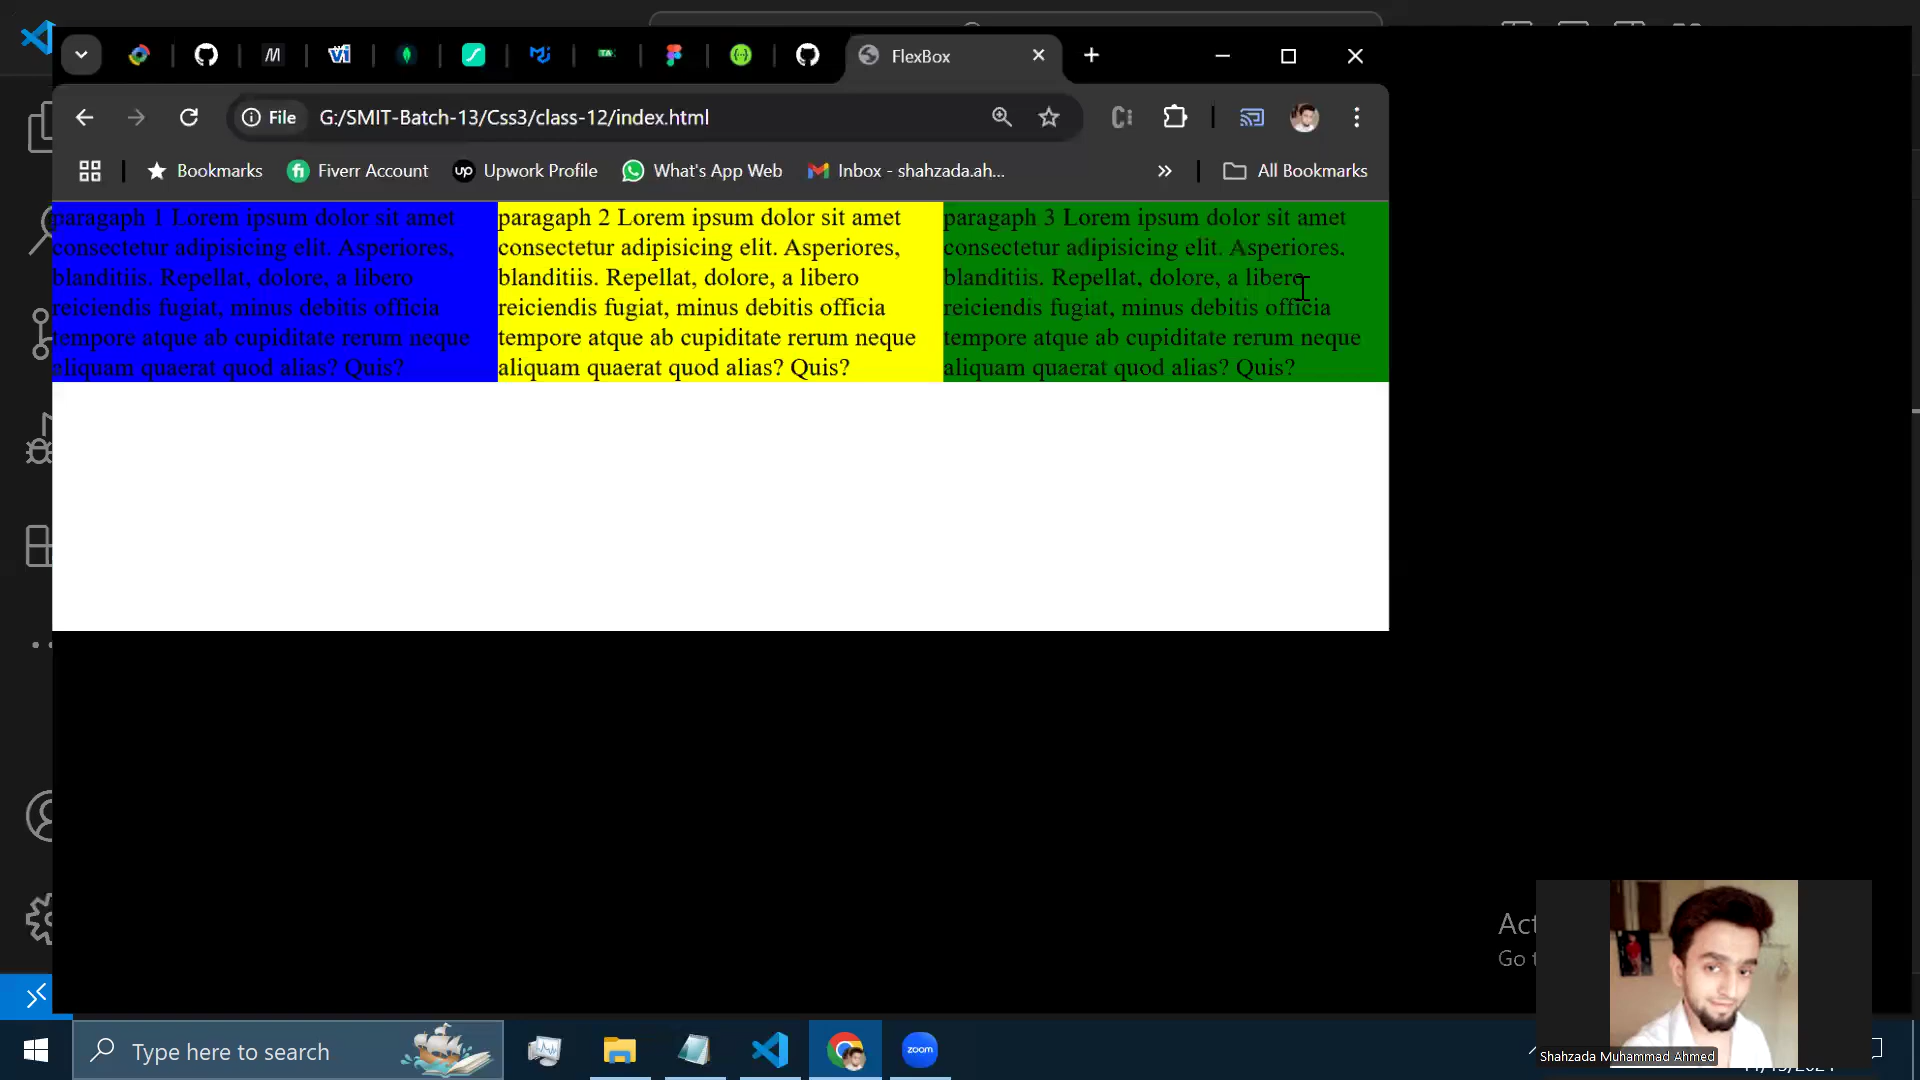 FlexBox
File
G:/SMIT-Batch-13/Css3/class-12/index.html
Bookmarks
Fiverr Account
Upwork Profile
What's App Web
Inbox - shahzada.ah...
All Bookmarks
paragaph 1 Lorem ipsum dolor sit amet
consectetur adipisicing elit. Asperiores,
blanditiis. Repellat, dolore, a libero
reiciendis fugiat, minus debitis officia
tempore atque ab cupiditate rerum neque
aliquam quaerat quod alias? Quis?
paragaph 2 Lorem ipsum dolor sit amet
consectetur adipisicing elit. Asperiores,
blanditiis. Repellat, dolore, a libero
reiciendis fugiat, minus debitis officia
tempore atque ab cupiditate rerum neque
aliquam quaerat quod alias? Quis?
paragaph 3 Lorem ipsum dolor sit amet
consectetur adipisicing elit. Asperiores,
blanditiis. Repellat, dolore, a libero
reiciendis fugiat, minus debitis officia
tempore atque ab cupiditate rerum neque
aliquam quaerat quod alias? Quis?
Go
Type here to search
zoom
Shahzada Muhammad Ahmed